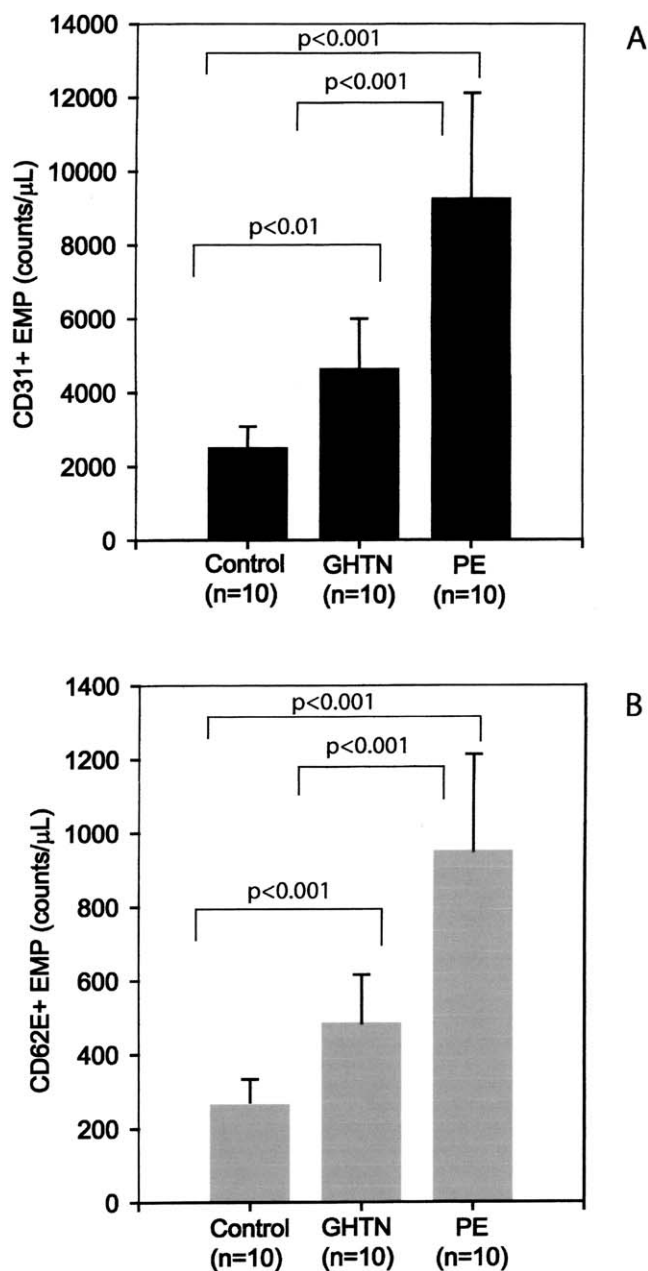 A
14000
12000
10000
8000
6000
4000
2000
0
CD31+ EMP (counts/μL)
p<0.001
p<0.001
p<0.01
Control GHTN PE
(n=10) (n=10) (n=10)
B
1400
1200
1000
800
600
400
200
0
CD62E+ EMP (counts/μL)
p<0.001
p<0.001
p<0.001
Control GHTN PE
(n=10) (n=10) (n=10)